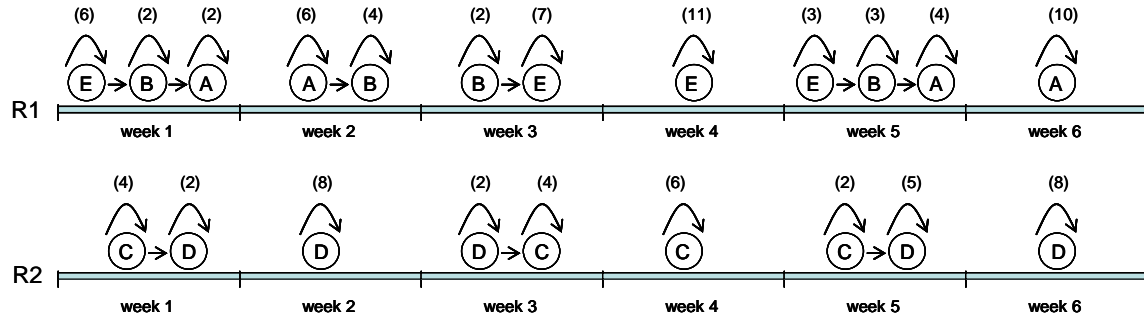 (6) (2) (2) (6) (4) (2) (7) (11) (3) (3) (4) (10)
E B A A B B E E E B A A
R1
week 1 week 2 week 3 week 4 week 5 week 6
(4) (2) (8) (2) (4) (6) (2) (5) (8)
C D D D C C C D D
R2
week 1 week 2 week 3 week 4 week 5 week 6